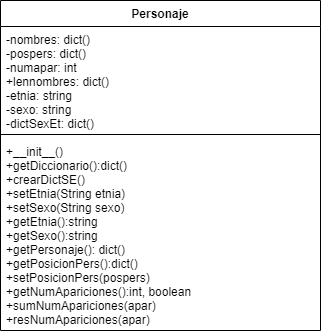 Personaje
-nombres: dict()
-pospers: dict()
-numapar: int
+lennombres: dict()
-etnia: string
-sexo: string
-dictSexEt: dict()
+__init__()
+getDiccionario():dict()
+crearDictSE()
+setEtnia(String etnia)
+setSexo(String sexo)
+getEtnia():string
+getSexo():string
+getPersonaje(): dict()
+getPosicionPers():dict()
+setPosicionPers(pospers)
+getNumApariciones():int, boolean
+sumNumApariciones(apar)
+resNumApariciones(apar)